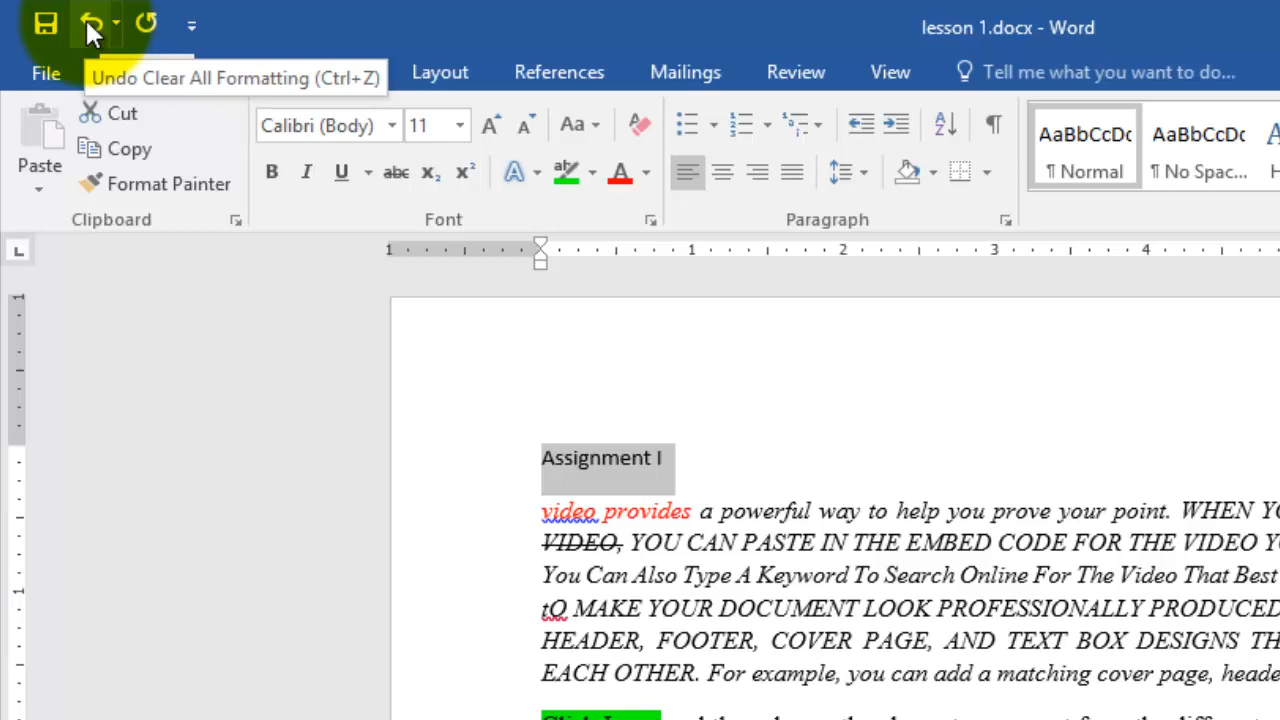 lesson 1.docx - Word
File
Undo Clear All Formatting (Ctrl+Z)
Layout
References
Mailings
Review
View
Tell me what you want to do...
Paste
Cut
Copy
Format Painter
Clipboard
Calibri (Body)
11
Aa
B I U abc x₂ x²
Font
Paragraph
AaBbCcDc
¶ Normal
AaBbCcDc
¶ No Spac...
1 1 2 3 4
Assignment I
video provides a powerful way to help you prove your point. WHEN YO
VIDEO, YOU CAN PASTE IN THE EMBED CODE FOR THE VIDEO YO
You Can Also Type A Keyword To Search Online For The Video That Best
tO MAKE YOUR DOCUMENT LOOK PROFESSIONALLY PRODUCED
HEADER, FOOTER, COVER PAGE, AND TEXT BOX DESIGNS TH
EACH OTHER. For example, you can add a matching cover page, heade